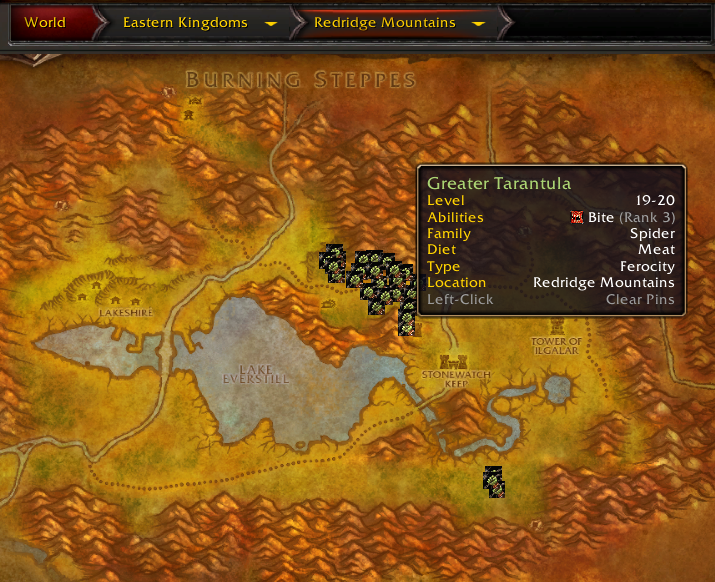 World Eastern Kingdoms Redridge Mountains
BURNING STEPPES
Greater Tarantula
Level 19-20
Abilities Bite (Rank 3)
Family Spider
Diet Meat
Type Ferocity
Location Redridge Mountains
Left-Click Clear Pins
LAKESHIRE
TOWER OF
ILGALAR
LAKE
EVERSTILL
STONEWATCH
KEEP